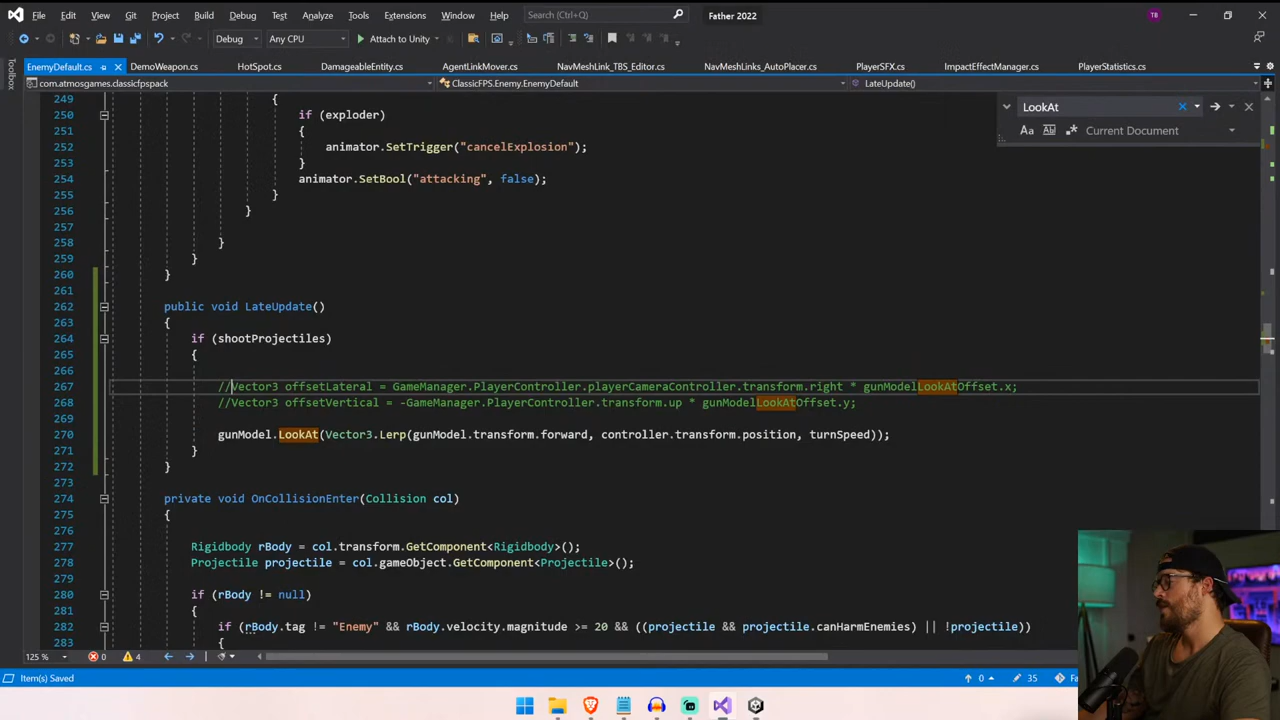 File Edit View Git Project Build Debug Test Analyze Tools Extensions Window Help Search (Ctrl+Q) Father 2022 TB
Debug Any CPU Attach to Unity
EnemyDefault.cs DemoWeapon.cs HotSpot.cs DamageableEntity.cs AgentLinkMover.cs NavMeshLink_TBS_Editor.cs NavMeshLinks_AutoPlacer.cs PlayerSFX.cs ImpactEffectManager.cs PlayerStatistics.cs
Toolbox
com.atmosgames.classicfpspack ClassicFPS.Enemy.EnemyDefault LateUpdate()
LookAt
Aa Ab Current Document
249 {
250 if (exploder)
251 {
252 animator.SetTrigger("cancelExplosion");
253 }
254 animator.SetBool("attacking", false);
255 }
256 }
257
258 }
259 }
260 }
261
262 public void LateUpdate()
263 {
264 if (shootProjectiles)
265 {
266
267 //Vector3 offsetLateral = GameManager.PlayerController.playerCameraController.transform.right * gunModelLookAtOffset.x;
268 //Vector3 offsetVertical = -GameManager.PlayerController.transform.up * gunModelLookAtOffset.y;
269
270 gunModel.LookAt(Vector3.Lerp(gunModel.transform.forward, controller.transform.position, turnSpeed));
271 }
272 }
273
274 private void OnCollisionEnter(Collision col)
275 {
276
277 Rigidbody rBody = col.transform.GetComponent<Rigidbody>();
278 Projectile projectile = col.gameObject.GetComponent<Projectile>();
279
280 if (rBody != null)
281 {
282 if (rBody.tag != "Enemy" && rBody.velocity.magnitude >= 20 && ((projectile && projectile.canHarmEnemies) || !projectile))
283 {
125 % 0 4
Item(s) Saved 0 35